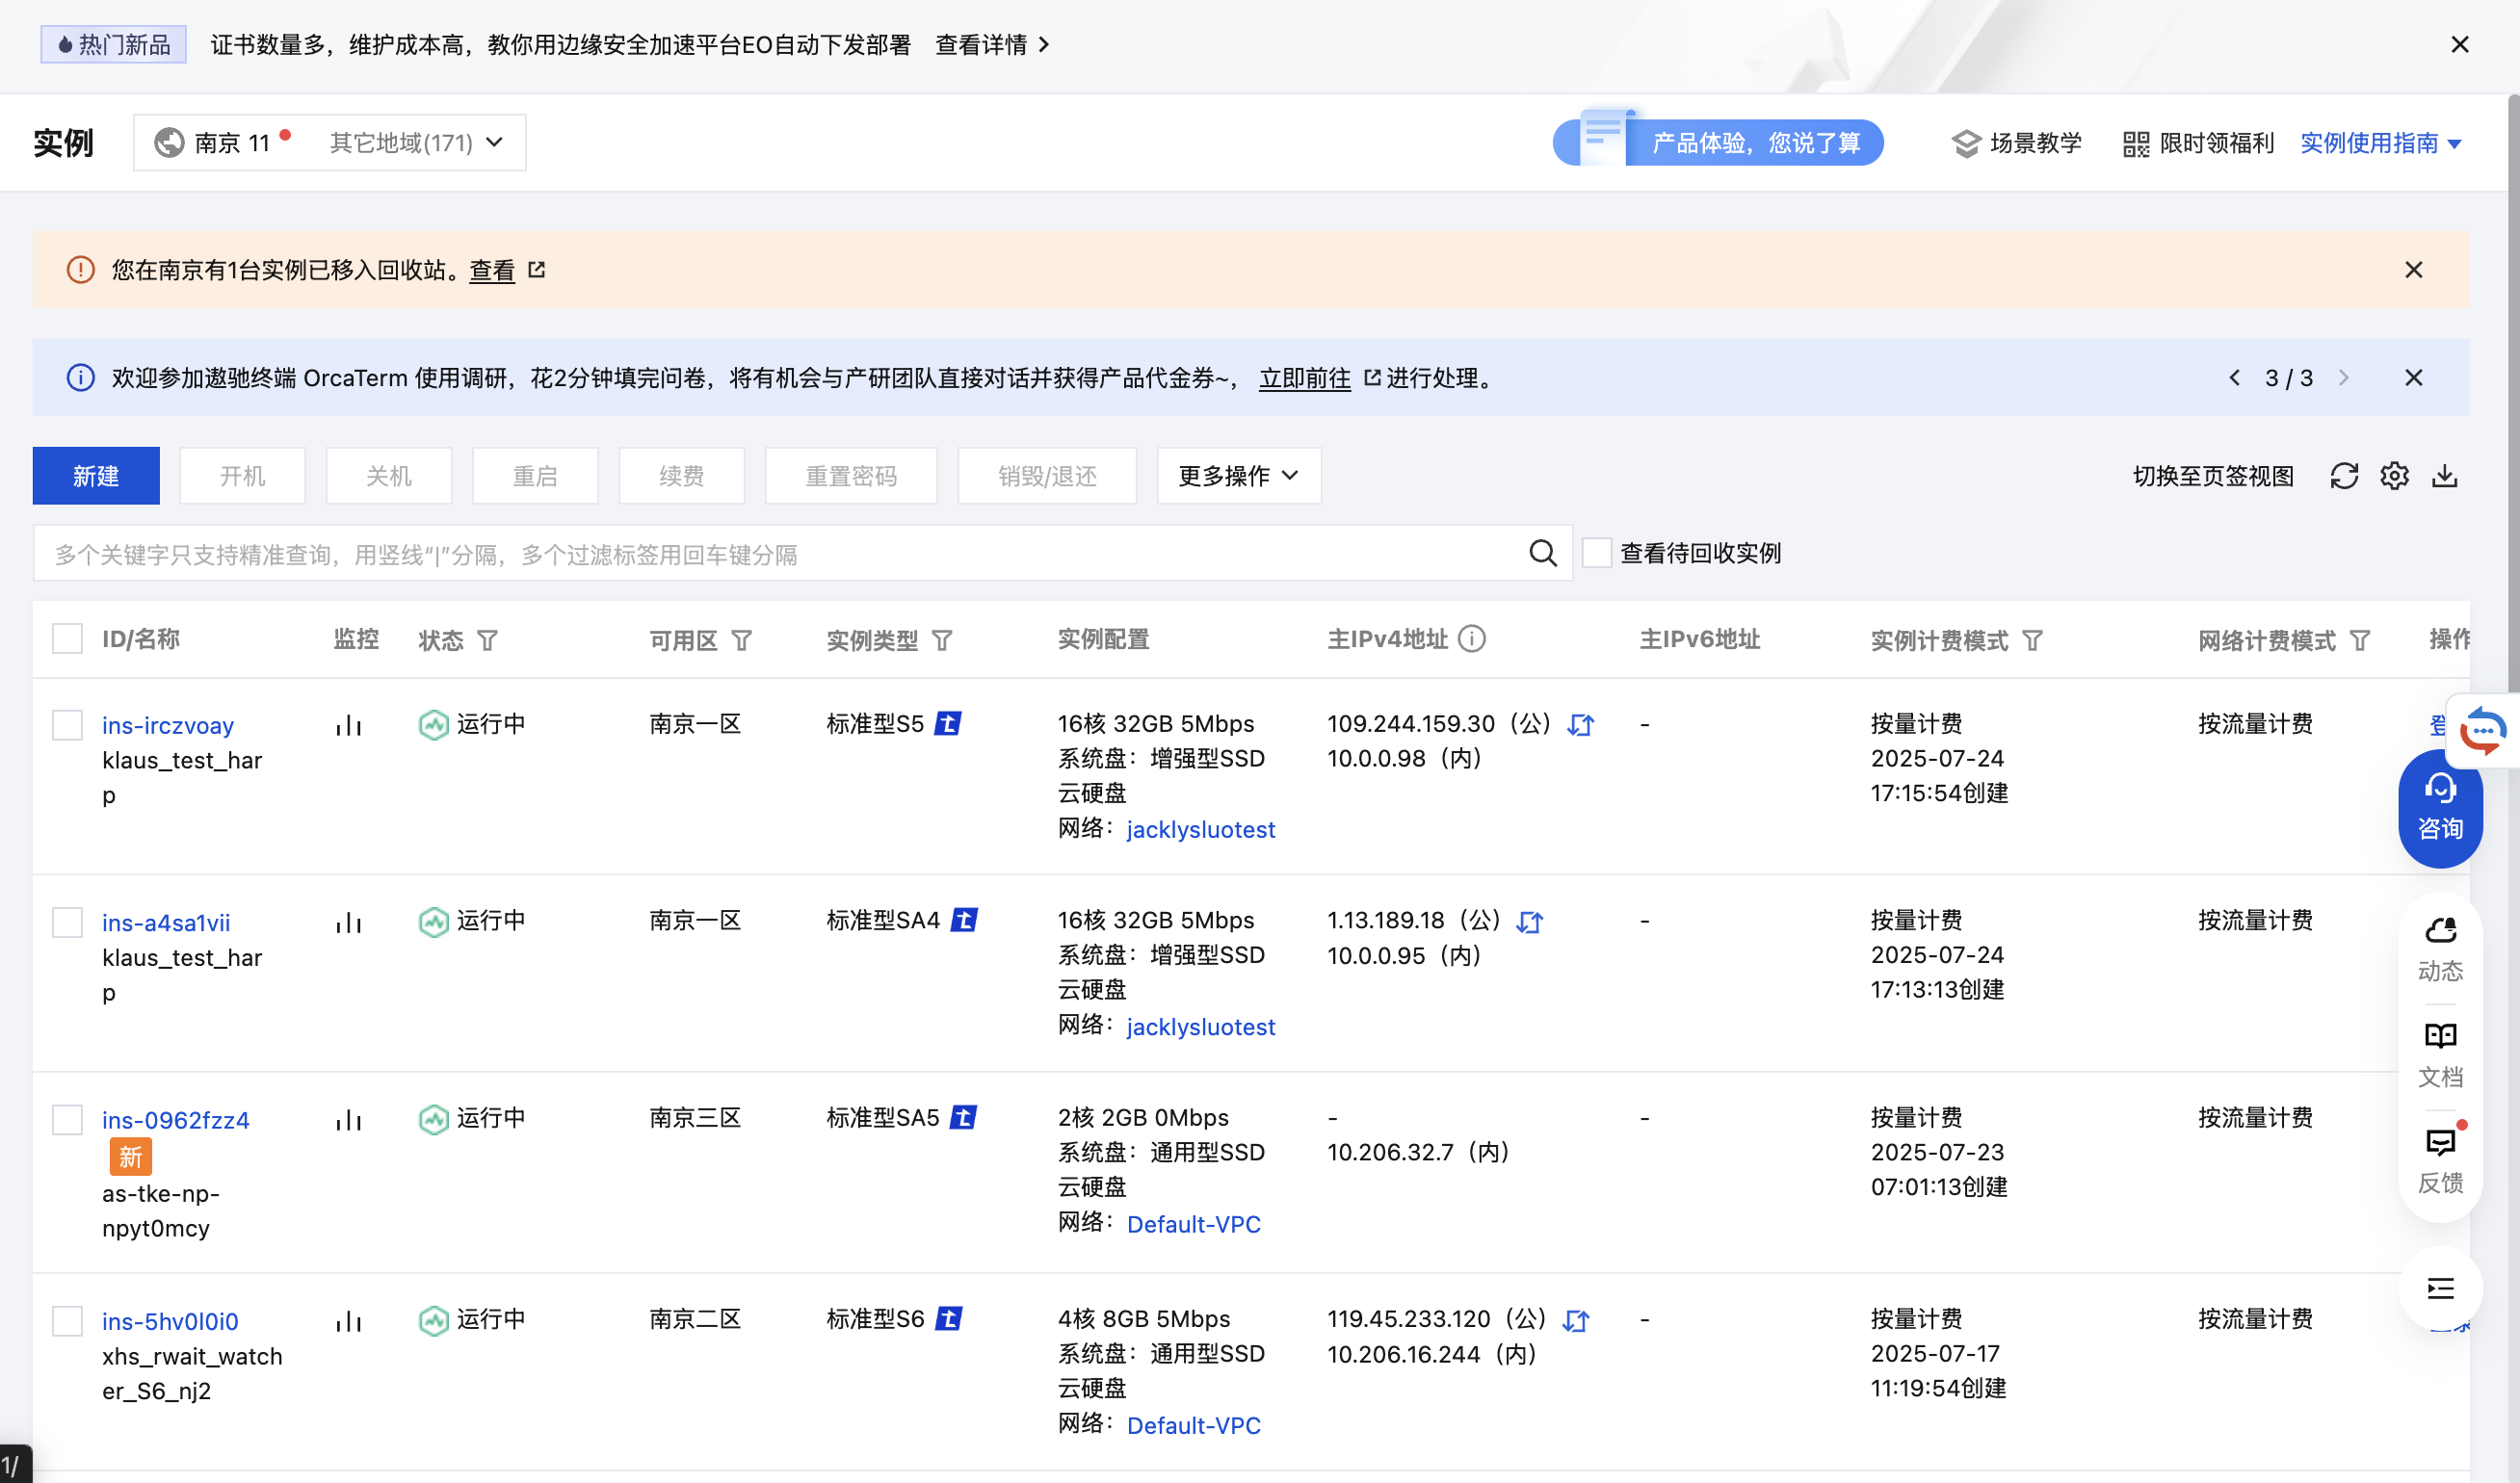 热门新品 证书数量多，维护成本高，教你用边缘安全加速平台EO自动下发部署 查看详情
实例 南京 11 其它地域(171) 产品体验，您说了算 场景教学 限时领福利 实例使用指南
您在南京有1台实例已移入回收站。查看
欢迎参加遨驰终端 OrcaTerm 使用调研，花2分钟填完问卷，将有机会与产研团队直接对话并获得产品代金券~， 立即前往 进行处理。 3 / 3
新建 开机 关机 重启 续费 重置密码 销毁/退还 更多操作 切换至页签视图
多个关键字只支持精准查询，用竖线“|”分隔，多个过滤标签用回车键分隔 查看待回收实例
ID/名称 监控 状态 可用区 实例类型 实例配置 主IPv4地址 主IPv6地址 实例计费模式 网络计费模式 操作
ins-irczvoay 运行中 南京一区 标准型S5 16核 32GB 5Mbps 109.244.159.30（公） - 按量计费 按流量计费 登
klaus_test_har 系统盘：增强型SSD 10.0.0.98（内） 2025-07-24
p 云硬盘 17:15:54创建
网络：jacklysluotest
咨询
ins-a4sa1vii 运行中 南京一区 标准型SA4 16核 32GB 5Mbps 1.13.189.18（公） - 按量计费 按流量计费
klaus_test_har 系统盘：增强型SSD 10.0.0.95（内） 2025-07-24
p 云硬盘 17:13:13创建
网络：jacklysluotest
动态
文档
ins-0962fzz4 运行中 南京三区 标准型SA5 2核 2GB 0Mbps - - 按量计费 按流量计费
新 系统盘：通用型SSD 10.206.32.7（内） 2025-07-23
as-tke-np- 云硬盘 07:01:13创建
npyt0mcy 网络：Default-VPC
反馈
ins-5hv0l0i0 运行中 南京二区 标准型S6 4核 8GB 5Mbps 119.45.233.120（公） - 按量计费 按流量计费
xhs_rwait_watch 系统盘：通用型SSD 10.206.16.244（内） 2025-07-17
er_S6_nj2 云硬盘 11:19:54创建
网络：Default-VPC
1/